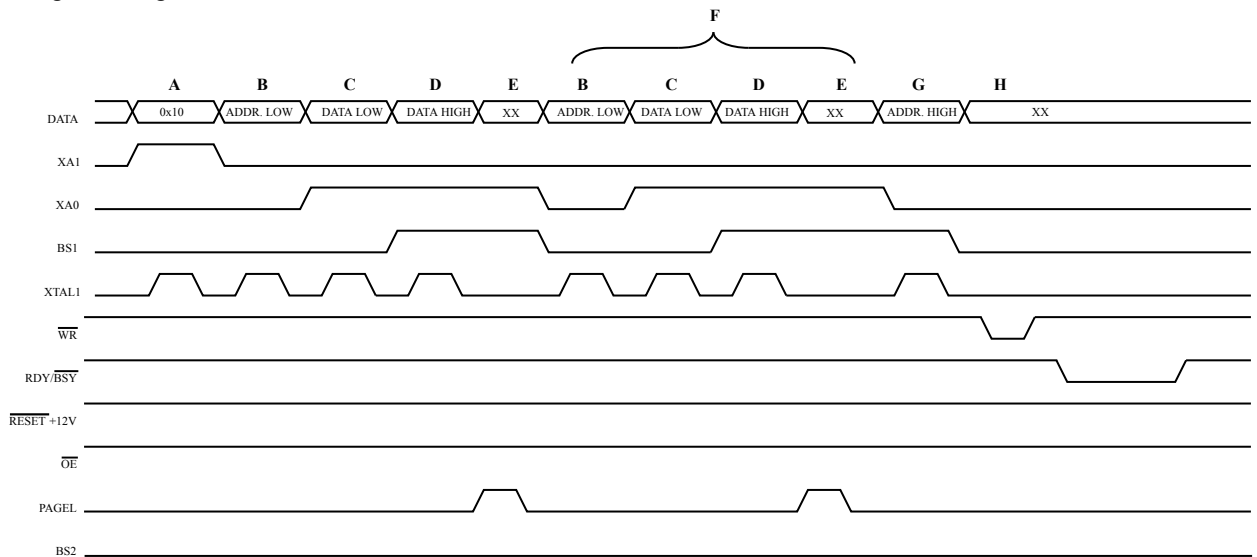 F
A B C D E B C D E G H
DATA 0x10 ADDR. LOW DATA LOW DATA HIGH XX ADDR. LOW DATA LOW DATA HIGH XX ADDR. HIGH XX
XA1
XA0
BS1
XTAL1
WR
RDY/BSY
RESET +12V
OE
PAGEL
BS2